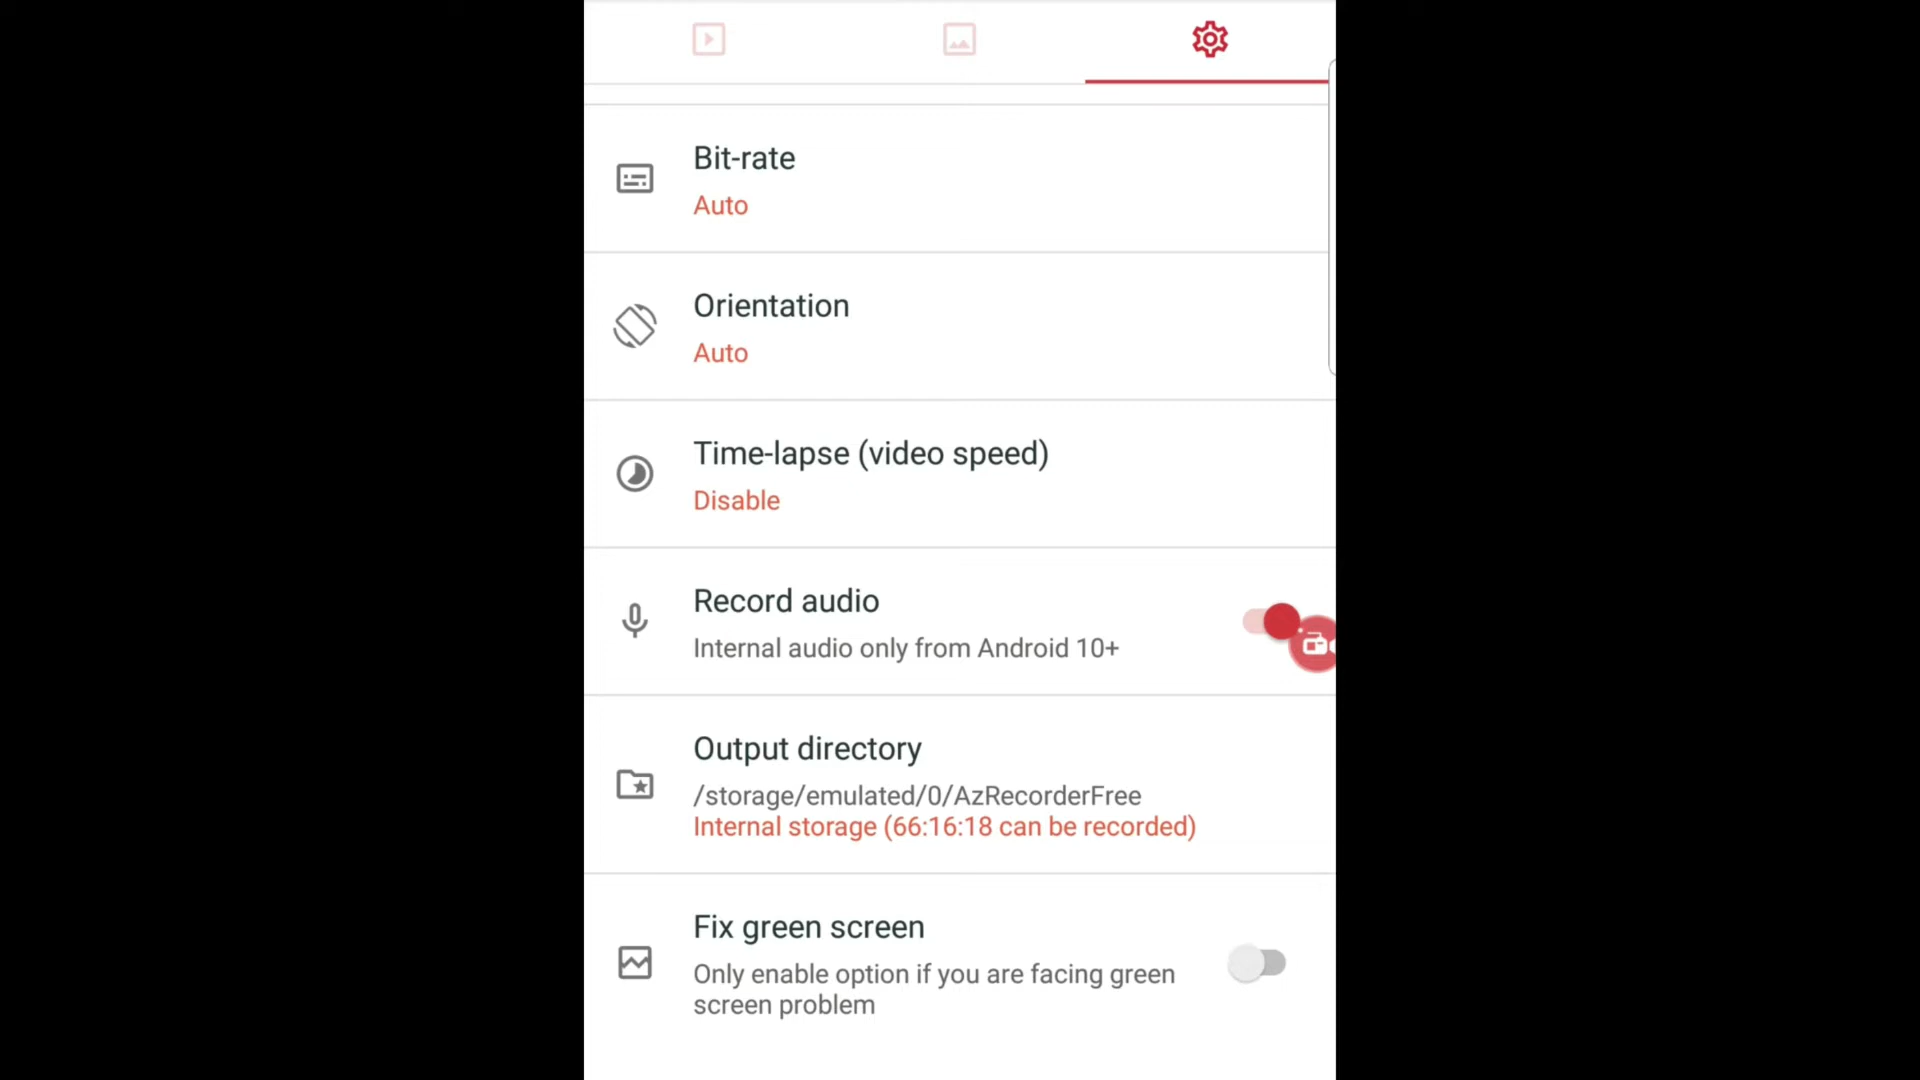 Bit-rate
Auto
Orientation
Auto
Time-lapse (video speed)
Disable
Record audio
Internal audio only from Android 10+
Output directory
/storage/emulated/0/AzRecorderFree
Internal storage (66:16:18 can be recorded)
Fix green screen
Only enable option if you are facing green
screen problem